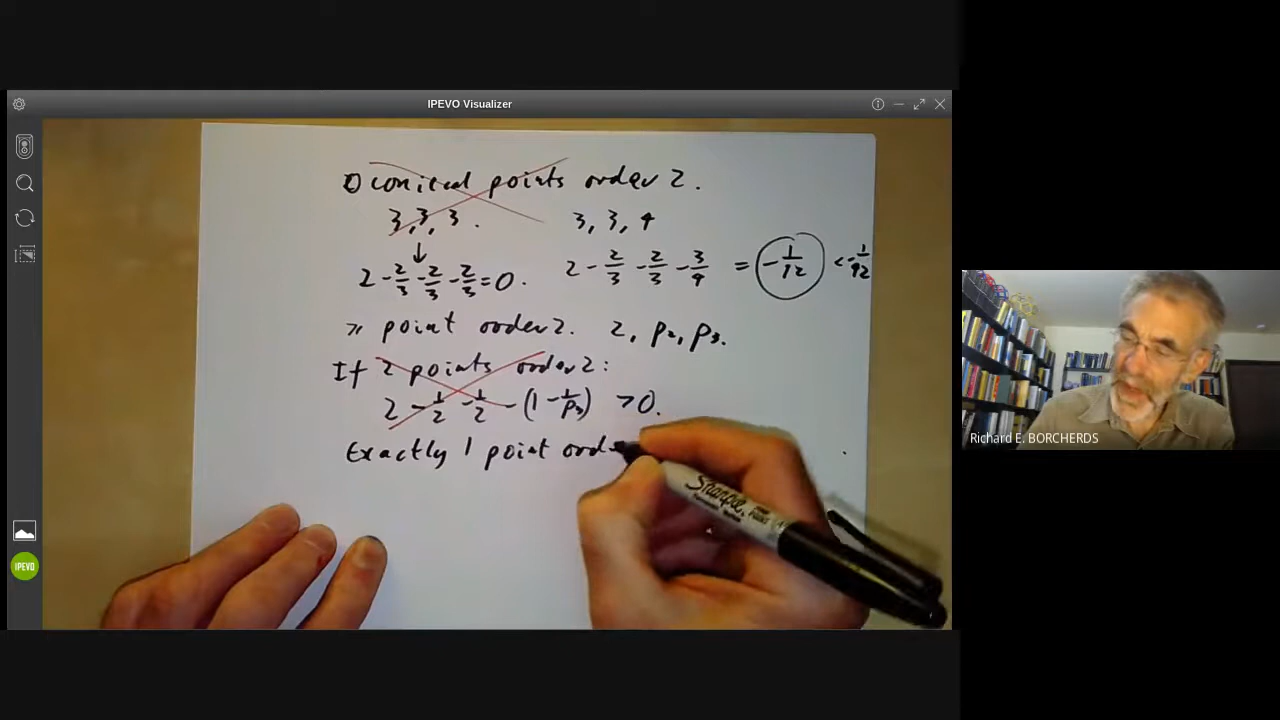 IPEVO Visualizer
0 conical points order 2.
3, 3, 3. 3, 3, 4
2 - 2/3 - 2/3 - 2/3 = 0. 2 - 2/3 - 2/3 - 3/4 = -1/12 < -1/42
≥ 1 point order 2. 2, p₂, p₃.
If 2 points order 2:
2 - 1/2 - 1/2 - (1 - 1/p₃) > 0.
Exactly 1 point orde
Sharpie
Richard E. BORCHERDS
IPEVO